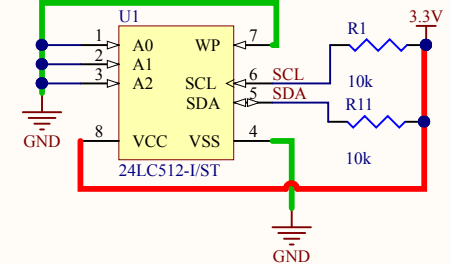 U1
3.3V
R1
1 A0 WP 7
2 A1
3 A2 SCL 6 SCL
10k
SDA 5 SDA
R11
GND
8 VCC VSS 4
10k
24LC512-I/ST
GND